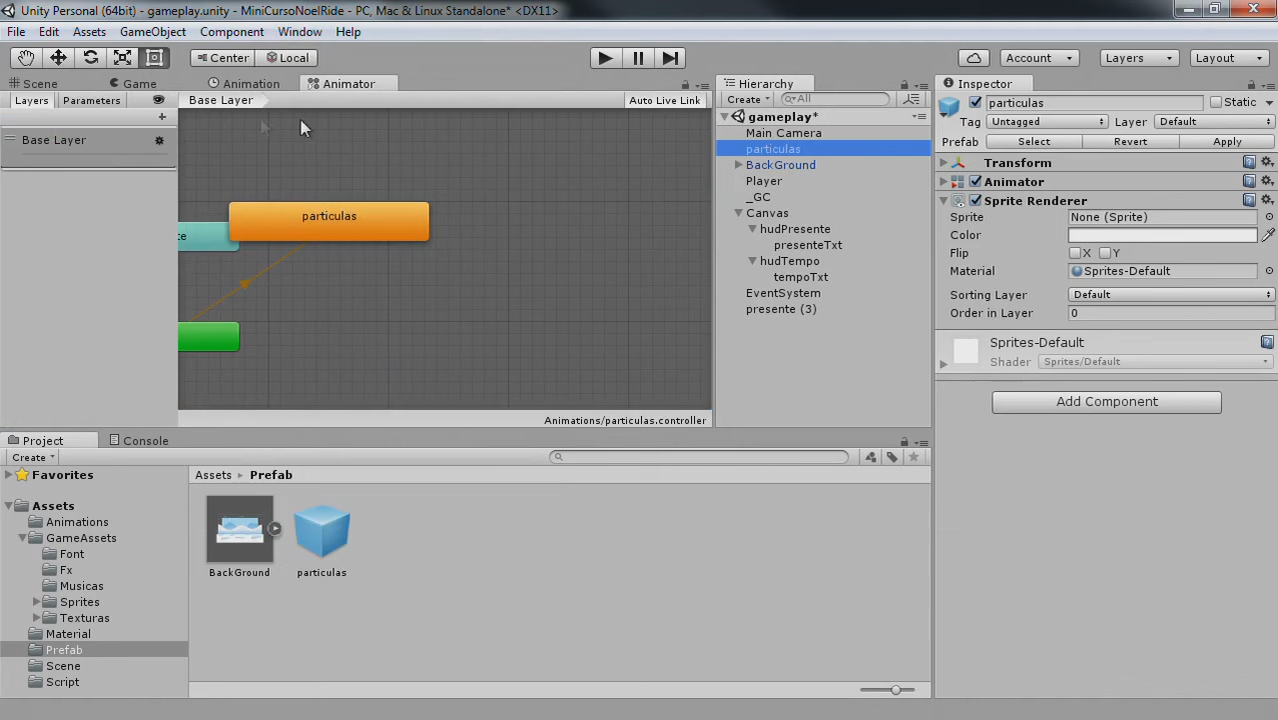 Unity Personal (64bit) - gameplay.unity - MiniCursoNoelRide - PC, Mac & Linux Standalone* <DX11>
File Edit Assets GameObject Component Window Help
Center Local Account Layers Layout
Scene Game Animation Animator
Layers Parameters Base Layer Auto Live Link
Base Layer
particulas
te
Animations/particulas.controller
Hierarchy
Create All
gameplay*
Main Camera
particulas
BackGround
Player
_GC
Canvas
hudPresente
presenteTxt
hudTempo
tempoTxt
EventSystem
presente (3)
Inspector
particulas Static
Tag Untagged Layer Default
Prefab Select Revert Apply
Transform
Animator
Sprite Renderer
Sprite None (Sprite)
Color
Flip X Y
Material Sprites-Default
Sorting Layer Default
Order in Layer 0
Sprites-Default
Shader Sprites/Default
Add Component
Project Console
Create
Favorites
Assets
Animations
GameAssets
Font
Fx
Musicas
Sprites
Texturas
Material
Prefab
Scene
Script
Assets Prefab
BackGround particulas